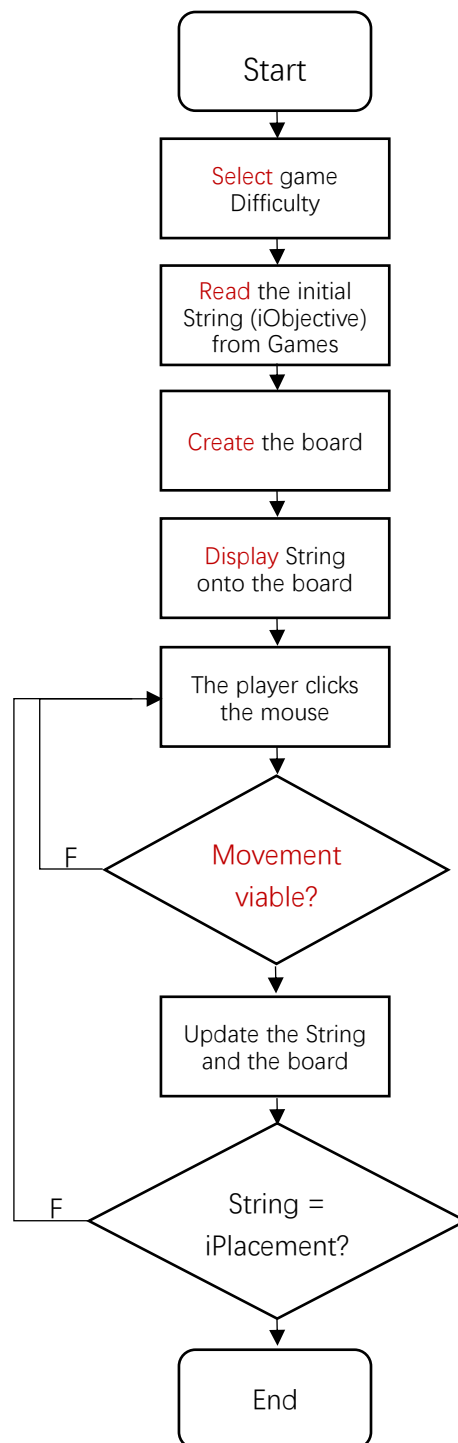 Start
Select game
Difficulty
Read the initial
String (iObjective)
from Games
Create the board
Display String
onto the board
The player clicks
the mouse
F
Movement
viable?
Update the String
and the board
F
String =
iPlacement?
End